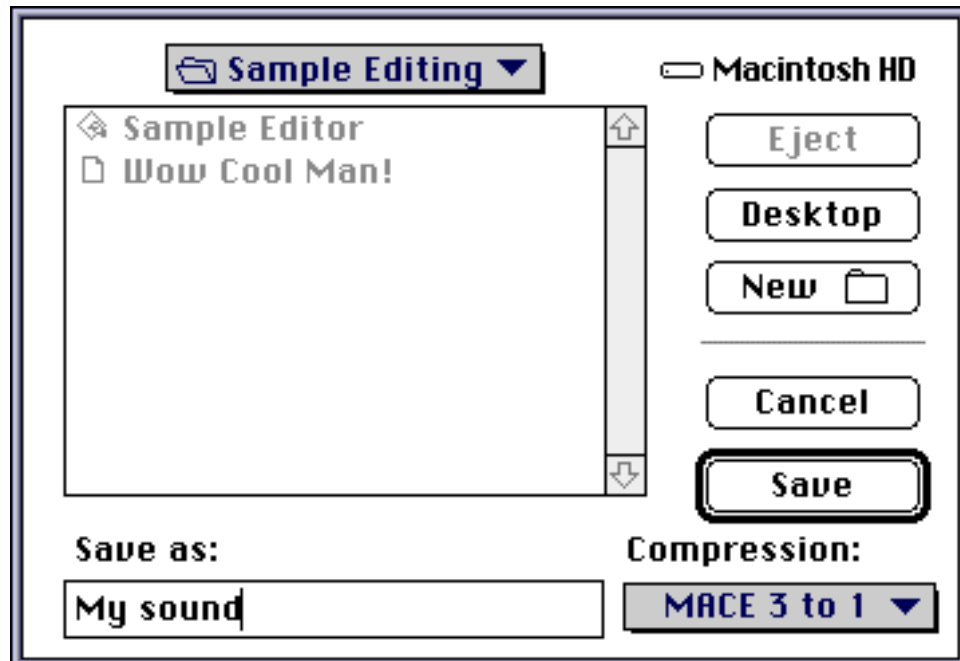 Sample Editing
Macintosh HD
Sample Editor
Wow Cool Man!
Eject
Desktop
New
Cancel
Save
Save as:
My sound
Compression:
MACE 3 to 1